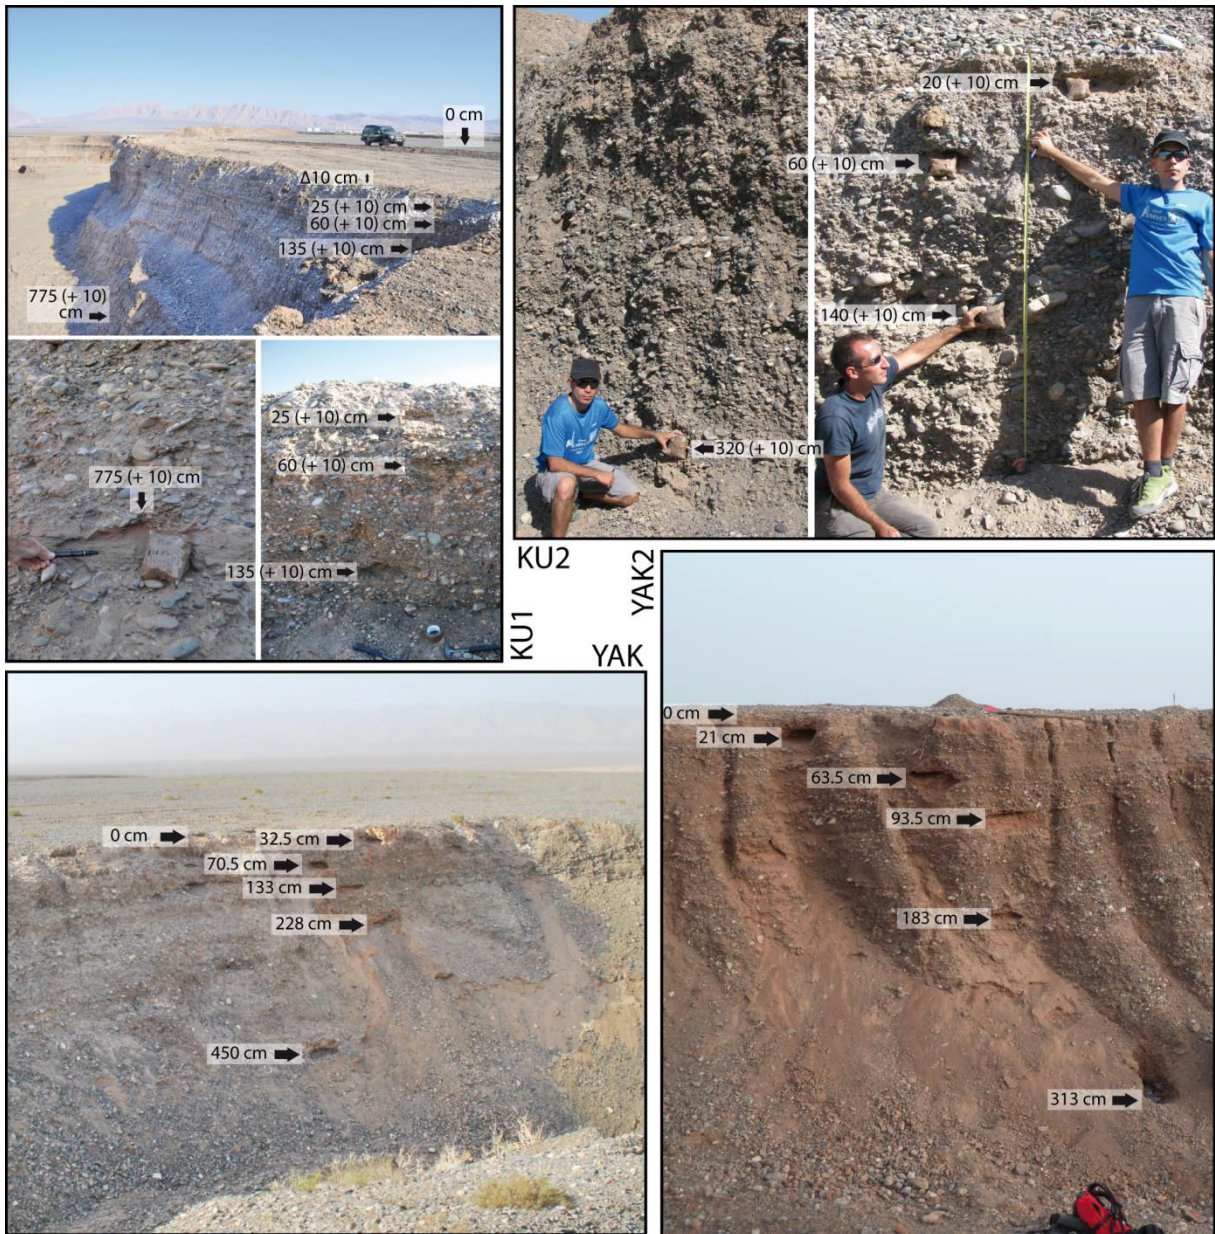 0 cm
Δ10 cm
25 (+ 10) cm
60 (+ 10) cm
135 (+ 10) cm
775 (+ 10)
cm
775 (+ 10) cm
25 (+ 10) cm
60 (+ 10) cm
135 (+ 10) cm
KU1
320 (+ 10) cm
20 (+ 10) cm
60 (+ 10) cm
140 (+ 10) cm
KU2
YAK
0 cm
32.5 cm
70.5 cm
133 cm
228 cm
450 cm
YAK2
0 cm
21 cm
63.5 cm
93.5 cm
183 cm
313 cm